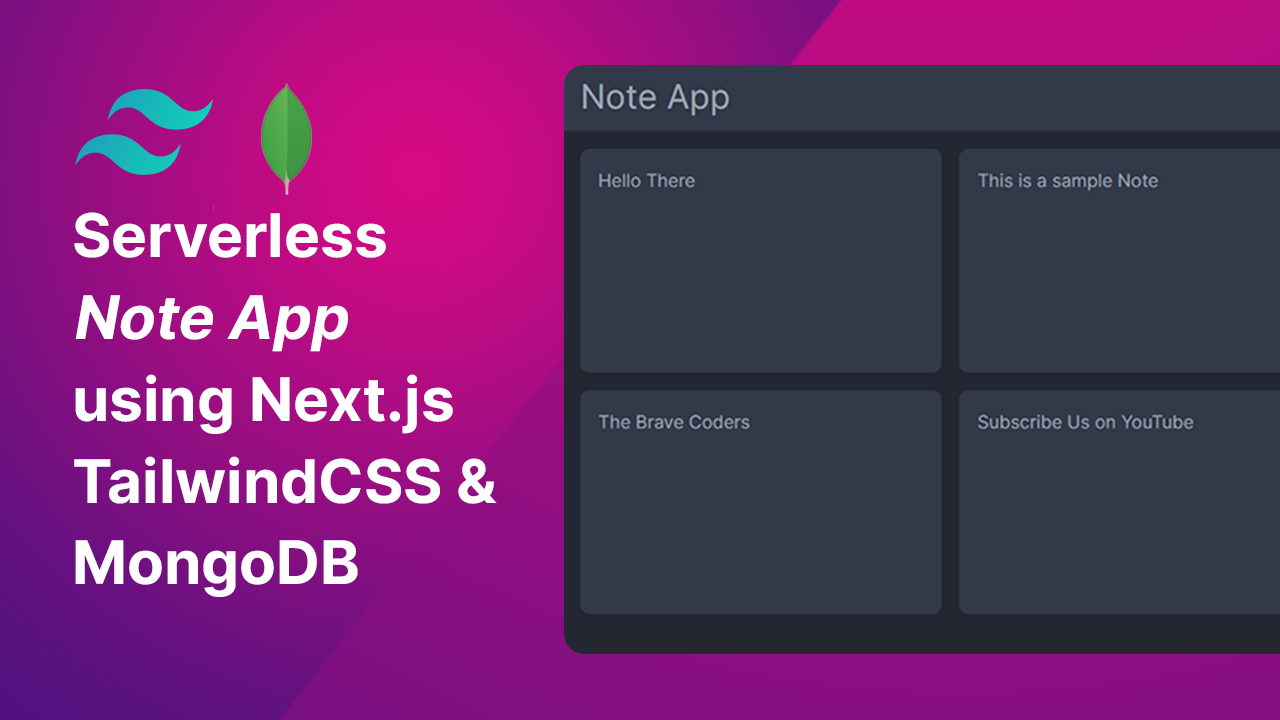 Serverless
Note App
using Next.js
TailwindCSS &
MongoDB
Note App
Hello There
This is a sample Note
The Brave Coders
Subscribe Us on YouTube